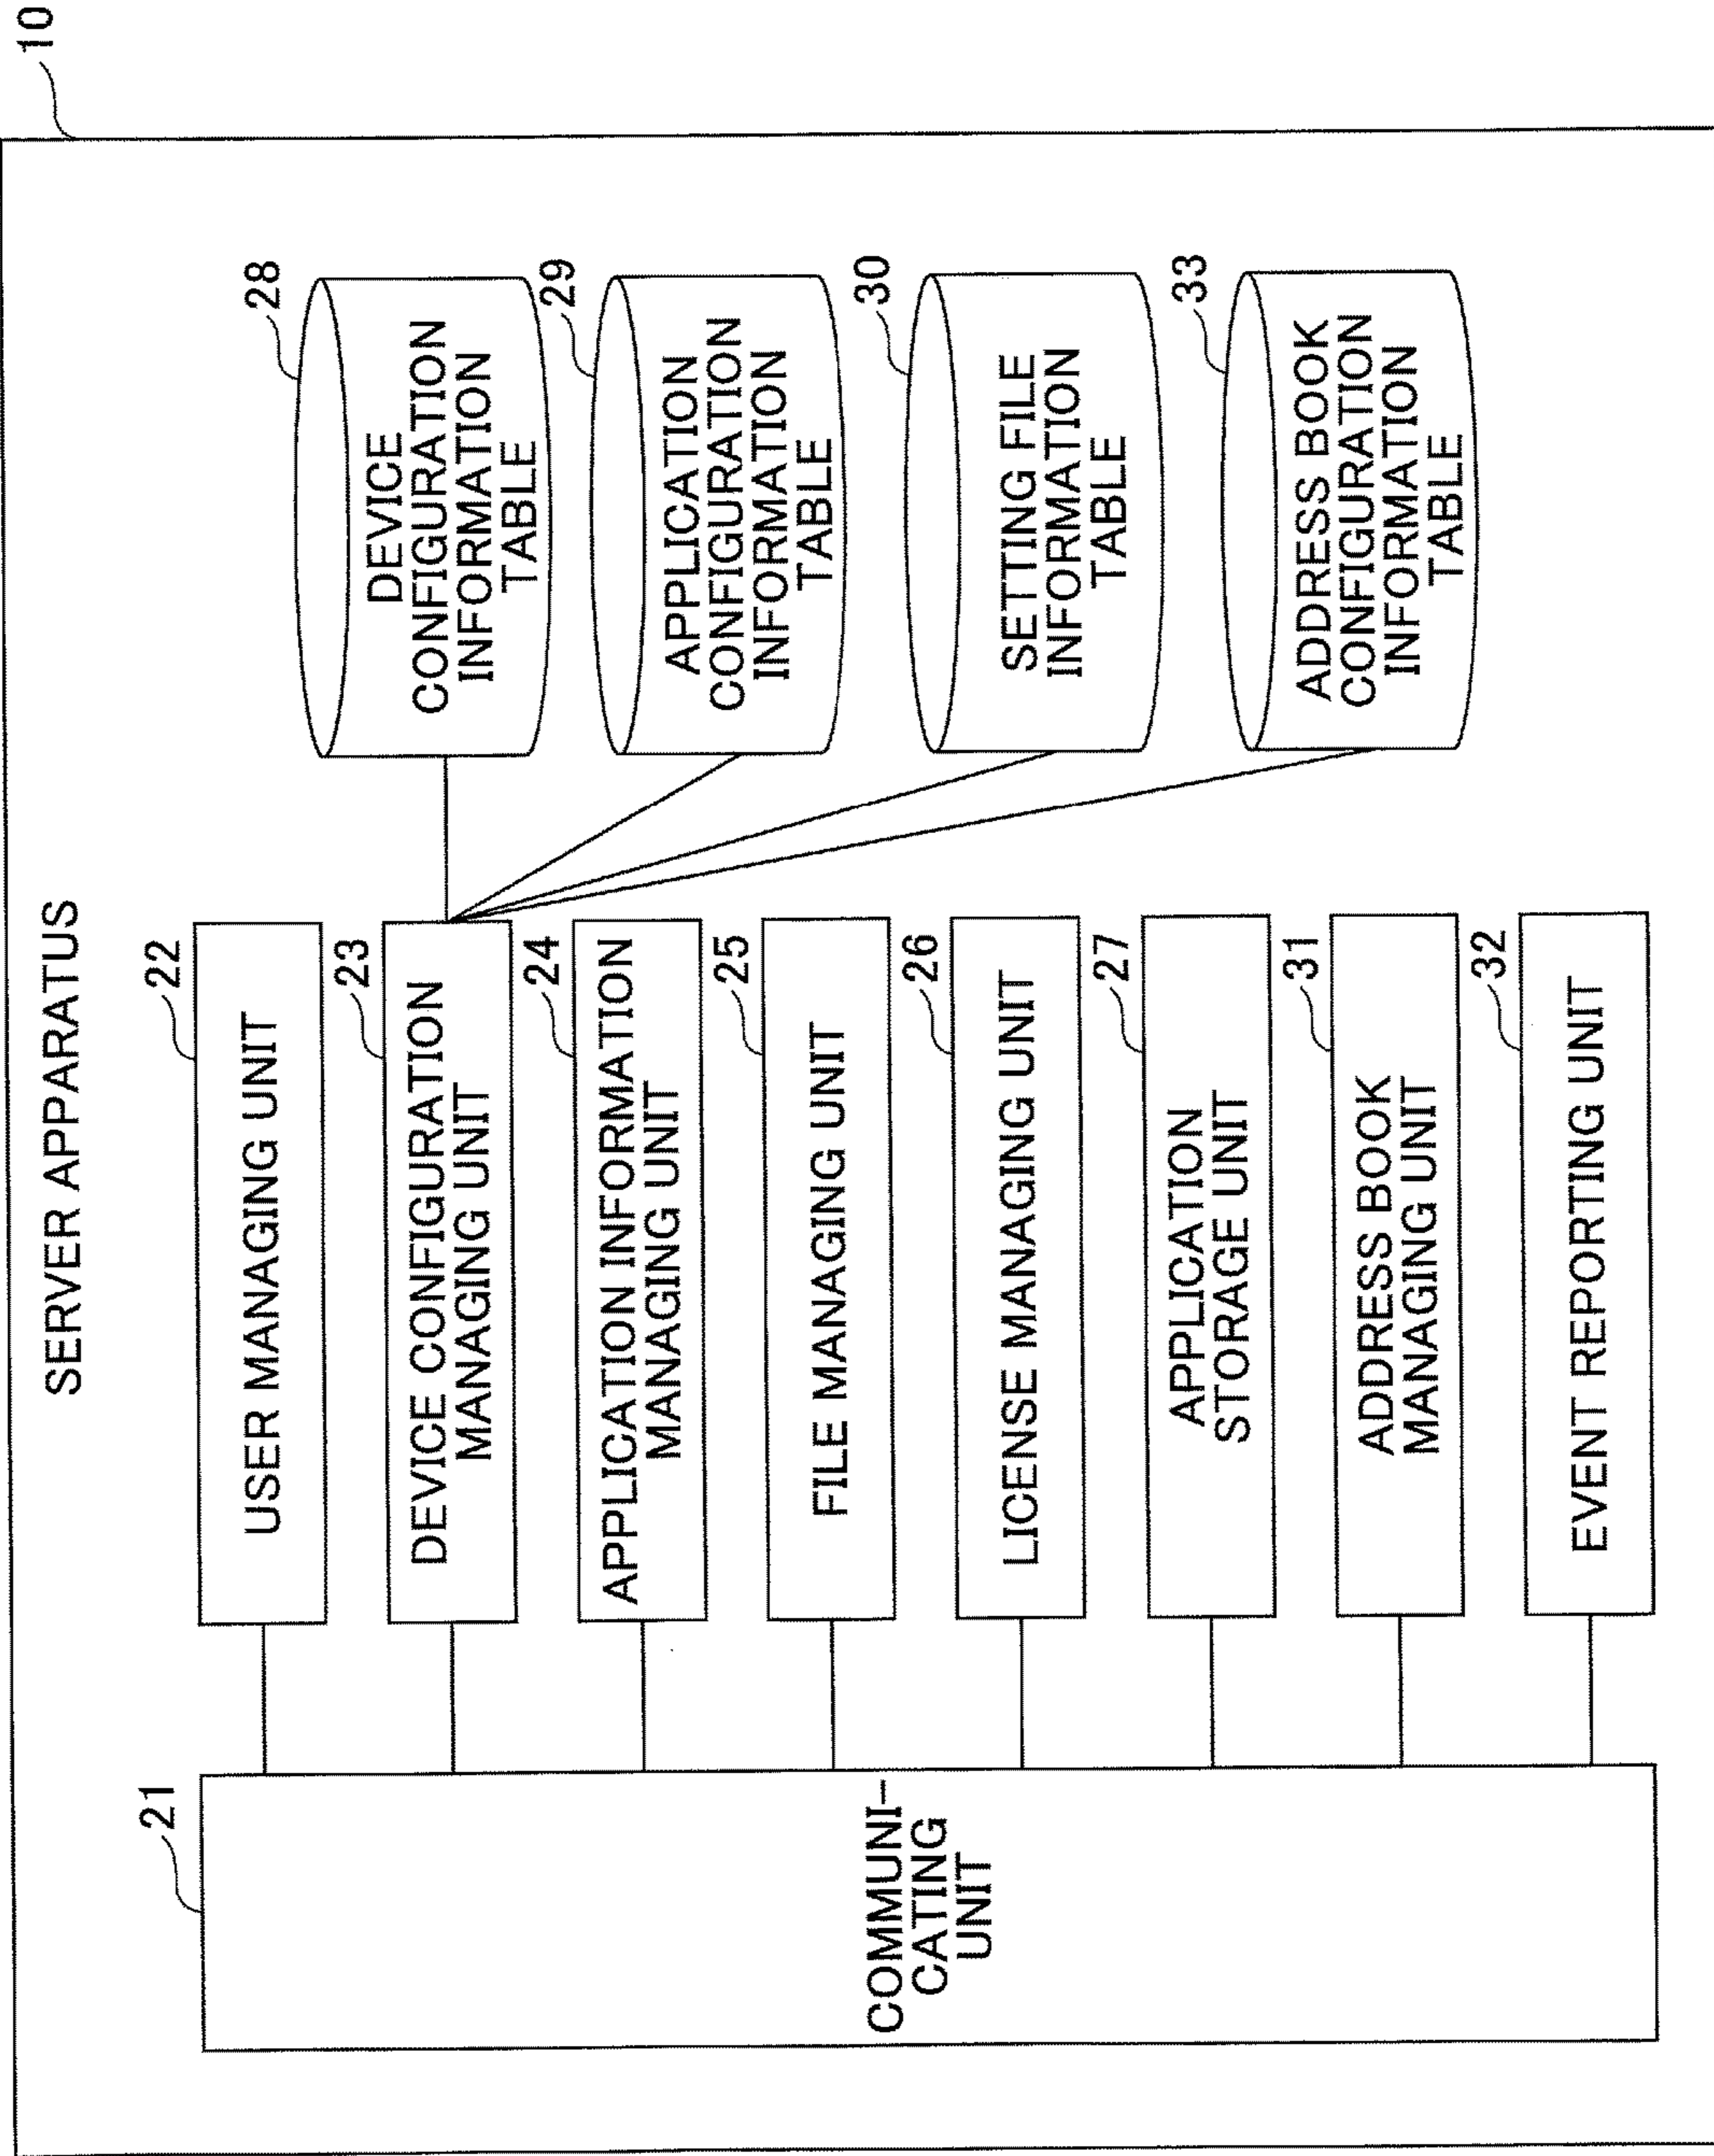 10
SERVER APPARATUS
21
COMMUNI-
CATING
UNIT
22
USER MANAGING UNIT
23
DEVICE CONFIGURATION
MANAGING UNIT
24
APPLICATION INFORMATION
MANAGING UNIT
25
FILE MANAGING UNIT
26
LICENSE MANAGING UNIT
27
APPLICATION
STORAGE UNIT
31
ADDRESS BOOK
MANAGING UNIT
32
EVENT REPORTING UNIT
28
DEVICE
CONFIGURATION
INFORMATION
TABLE
29
APPLICATION
CONFIGURATION
INFORMATION
TABLE
30
SETTING FILE
INFORMATION
TABLE
33
ADDRESS BOOK
CONFIGURATION
INFORMATION
TABLE